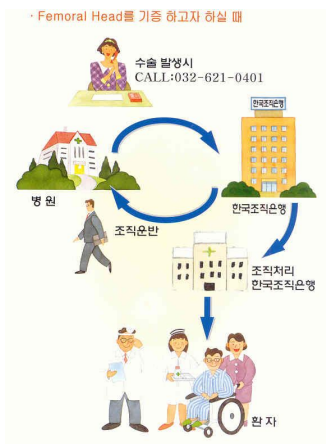 · Femoral Head를 기증 하고자 하실 때
수술 발생시
CALL:032-621-0401
한국조직은행
병 원
한국조직은행
조직운반
조직처리
한국조직은행
환 자